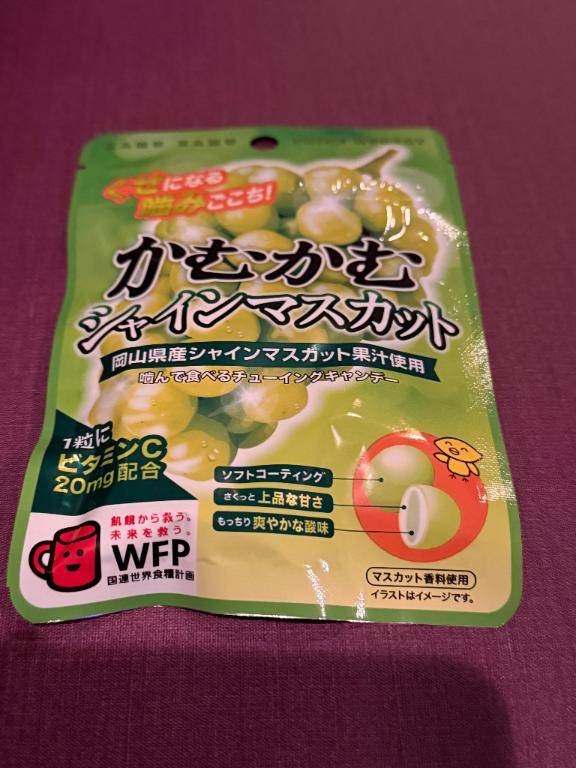 くせになる
噛みごこち!
かむかむ
シャインマスカット
岡山県産シャインマスカット果汁使用
噛んで食べるチューイングキャンデー
1粒に
ビタミンC
20mg配合
ソフトコーティング
さくっと上品な甘さ
もっちり爽やかな酸味
飢餓から救う。
未来を救う。
WFP
国連世界食糧計画
マスカット香料使用
イラストはイメージです。